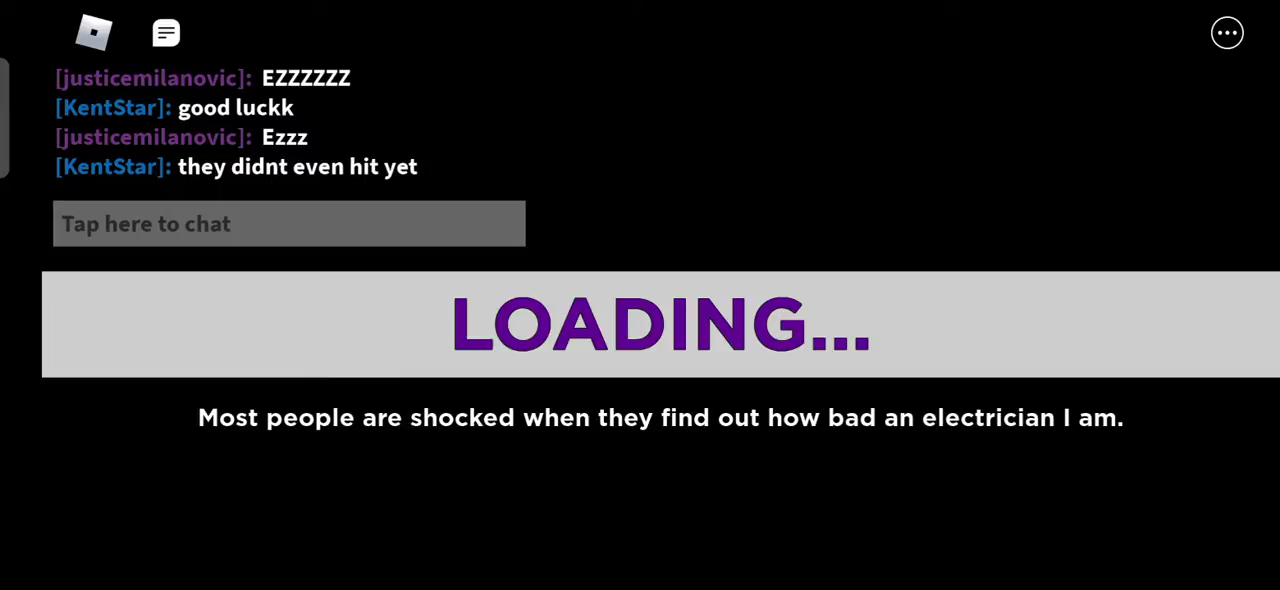 [justicemilanovic]: EZZZZZZ
[KentStar]: good luckk
[justicemilanovic]: Ezzz
[KentStar]: they didnt even hit yet
Tap here to chat
LOADING...
Most people are shocked when they find out how bad an electrician I am.